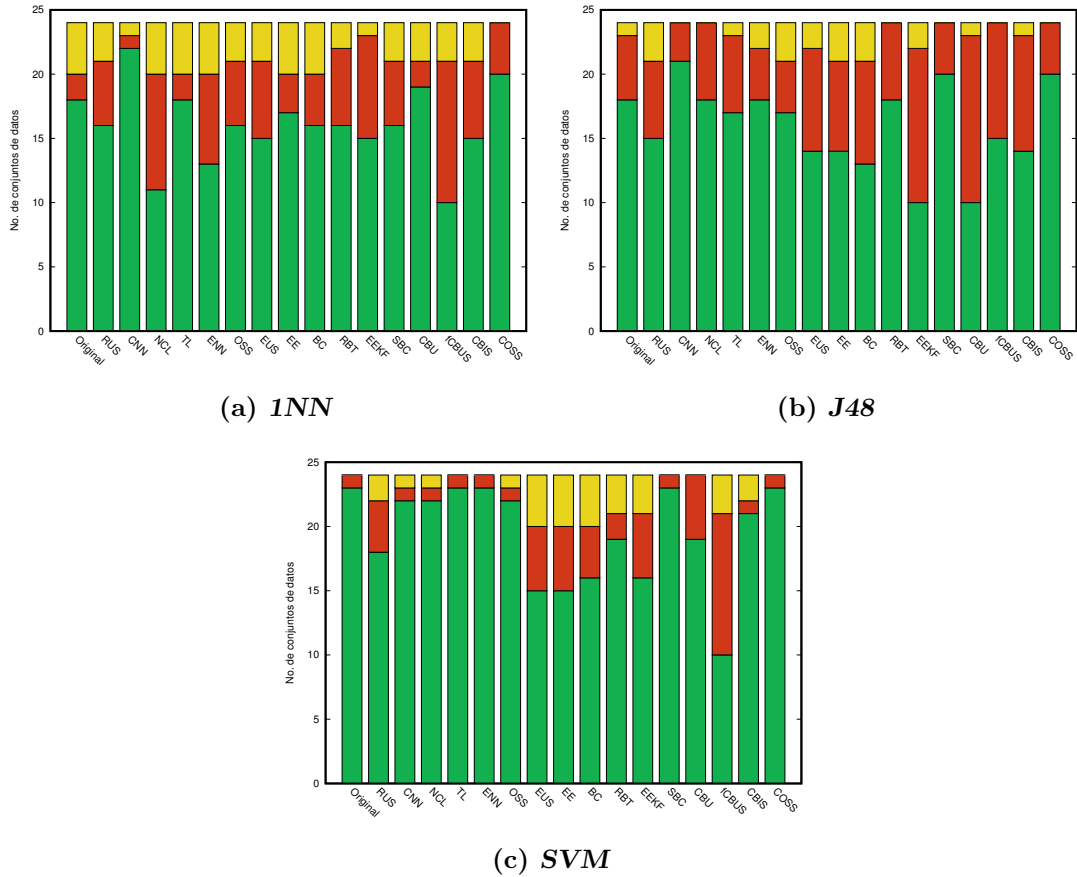 25
20
15
10
5
0
No. de conjuntos de datos
Original RUS CNN NCL TL ENN OSS EUS EE BC RBT EEKF SBC CBU ICBUS CBIS COSS
(a) 1NN
25
20
15
10
5
0
No. de conjuntos de datos
Original RUS CNN NCL TL ENN OSS EUS EE BC RBT EEKF SBC CBU ICBUS CBIS COSS
(b) J48
25
20
15
10
5
0
No. de conjuntos de datos
Original RUS CNN NCL TL ENN OSS EUS EE BC RBT EEKF SBC CBU ICBUS CBIS COSS
(c) SVM